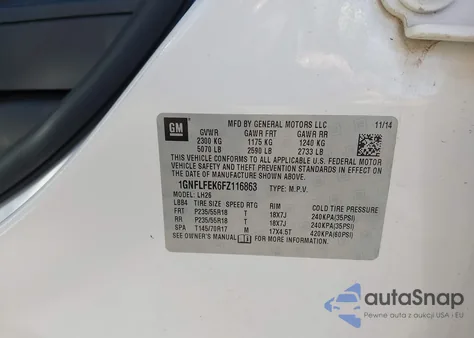 GM
MFD BY GENERAL MOTORS LLC 11/14
GVWR GAWR FRT GAWR RR
2300 KG 1175 KG 1240 KG
5070 LB 2590 LB 2733 LB
THIS VEHICLE CONFORMS TO ALL APPLICABLE U.S. FEDERAL MOTOR
VEHICLE SAFETY, BUMPER, AND THEFT PREVENTION STANDARDS
IN EFFECT ON THE DATE OF MANUFACTURE SHOWN ABOVE.
1GNFLFEK6FZ116863 TYPE: M.P.V.
MODEL: LH26
LBB4 TIRE SIZE SPEED RTG RIM COLD TIRE PRESSURE
FRT P235/55R18 T 18X7J 240KPA(35PSI)
RR P235/55R18 T 18X7J 240KPA(35PSI)
SPA T145/70R17 M 17X4.5T 420KPA(60PSI)
SEE OWNER'S MANUAL FOR ADDITIONAL INFORMATION.
autoSnap
Pewne auta z dostawą z USA - EU